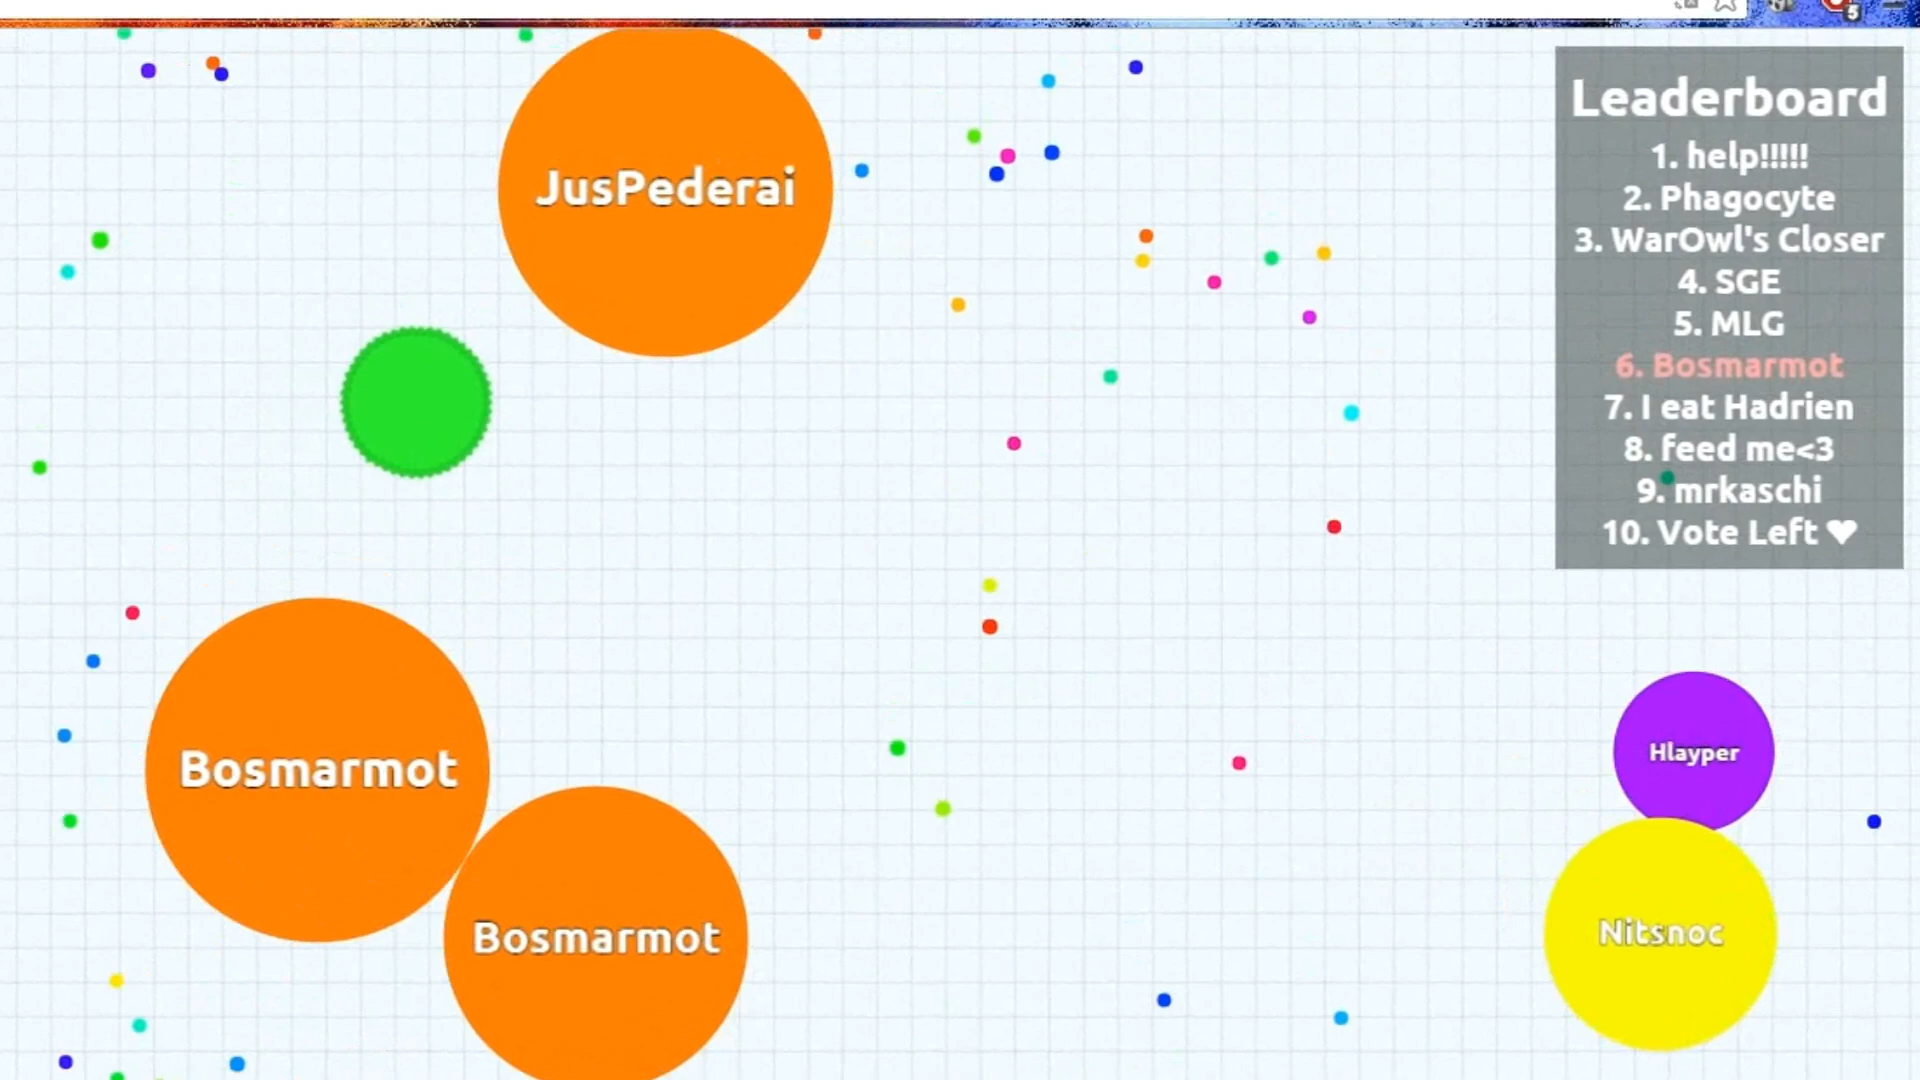 5
JusPederai
Leaderboard
1. help!!!!!
2. Phagocyte
3. WarOwl's Closer
4. SGE
5. MLG
6. Bosmarmot
7. I eat Hadrien
8. feed me<3
9. mrkaschi
10. Vote Left ♥
Bosmarmot
Bosmarmot
Hlayper
Nitsnoc